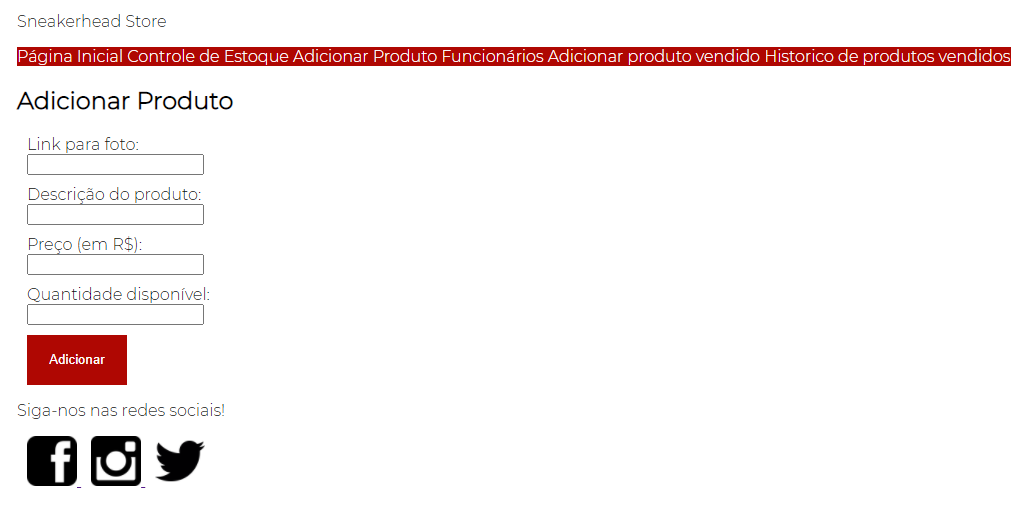 Sneakerhead Store
Página Inicial Controle de Estoque Adicionar Produto Funcionários Adicionar produto vendido Historico de produtos vendidos
Adicionar Produto
Link para foto:
Descrição do produto:
Preço (em R$):
Quantidade disponível:
Adicionar
Siga-nos nas redes sociais!